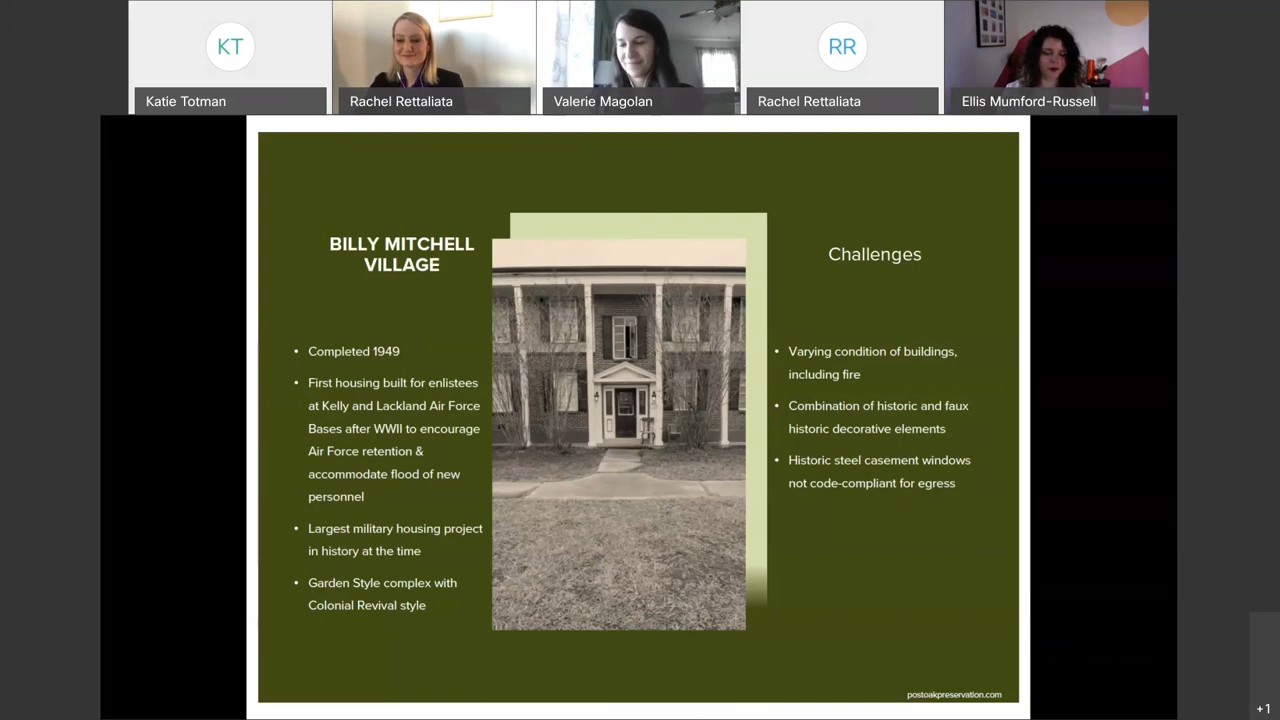 KT
RR
Katie Totman
Rachel Rettaliata
Valerie Magolan
Rachel Rettaliata
Ellis Mumford-Russell
BILLY MITCHELL
VILLAGE
• Completed 1949
• First housing built for enlistees
at Kelly and Lackland Air Force
Bases after WWII to encourage
Air Force retention &
accommodate flood of new
personnel
• Largest military housing project
in history at the time
• Garden Style complex with
Colonial Revival style
Challenges
• Varying condition of buildings,
including fire
• Combination of historic and faux
historic decorative elements
• Historic steel casement windows
not code-compliant for egress
postoakpreservation.com
+1